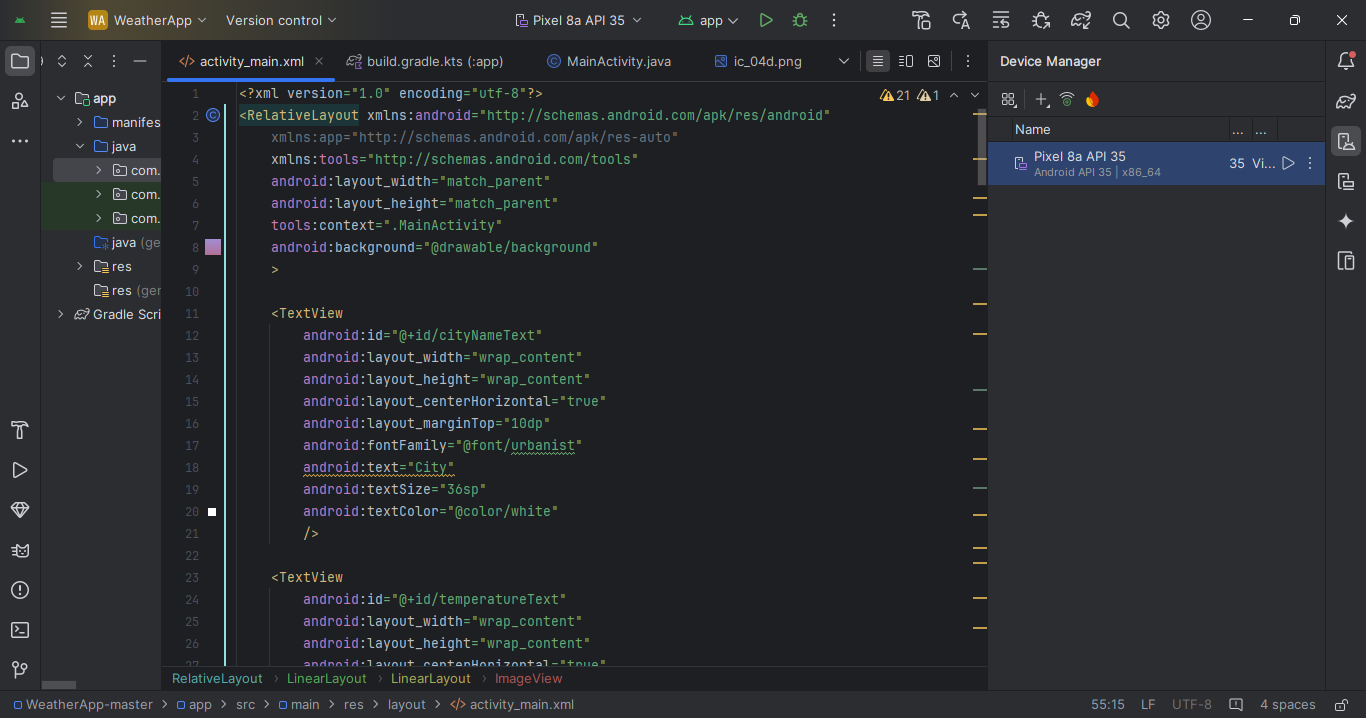 WA WeatherApp Version control Pixel 8a API 35 app
activity_main.xml build.gradle.kts (:app) MainActivity.java ic_04d.png
Device Manager
app
manifes
java
com.
com.
com.
java (ge
res
res (ger
Gradle Scri
21 1
1 <?xml version="1.0" encoding="utf-8"?>
2 <RelativeLayout xmlns:android="http://schemas.android.com/apk/res/android"
3 xmlns:app="http://schemas.android.com/apk/res-auto"
4 xmlns:tools="http://schemas.android.com/tools"
5 android:layout_width="match_parent"
6 android:layout_height="match_parent"
7 tools:context=".MainActivity"
8 android:background="@drawable/background"
9 >
10
11 <TextView
12 android:id="@+id/cityNameText"
13 android:layout_width="wrap_content"
14 android:layout_height="wrap_content"
15 android:layout_centerHorizontal="true"
16 android:layout_marginTop="10dp"
17 android:fontFamily="@font/urbanist"
18 android:text="City"
19 android:textSize="36sp"
20 android:textColor="@color/white"
21 />
22
23 <TextView
24 android:id="@+id/temperatureText"
25 android:layout_width="wrap_content"
26 android:layout_height="wrap_content"
27 android:layout_centerHorizontal="true"
Name ... ...
Pixel 8a API 35 35 Vi...
Android API 35 | x86_64
RelativeLayout LinearLayout LinearLayout ImageView
WeatherApp-master app src main res layout activity_main.xml 55:15 LF UTF-8 4 spaces